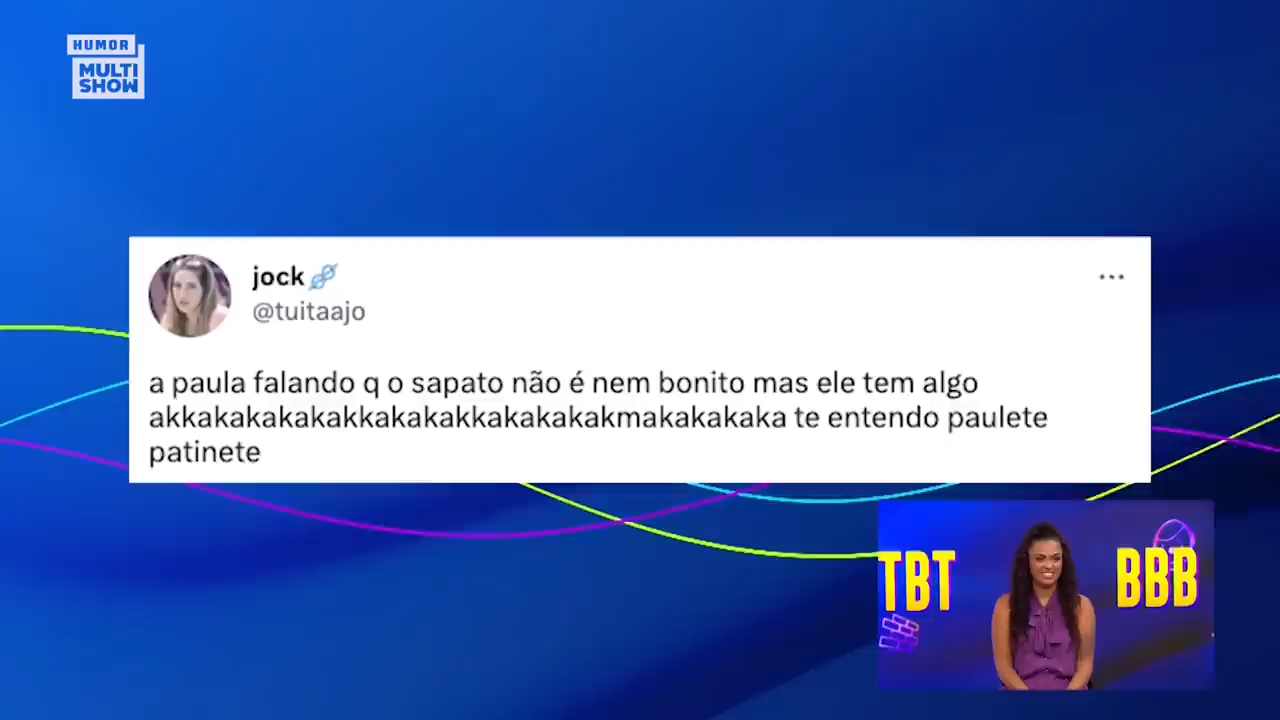 HUMOR
MULTI
SHOW
jock
@tuitaajo
a paula falando q o sapato não é nem bonito mas ele tem algo
akkakakakakakkakakakkakakakakmakakakaka te entendo paulete
patinete
TBT
BBB